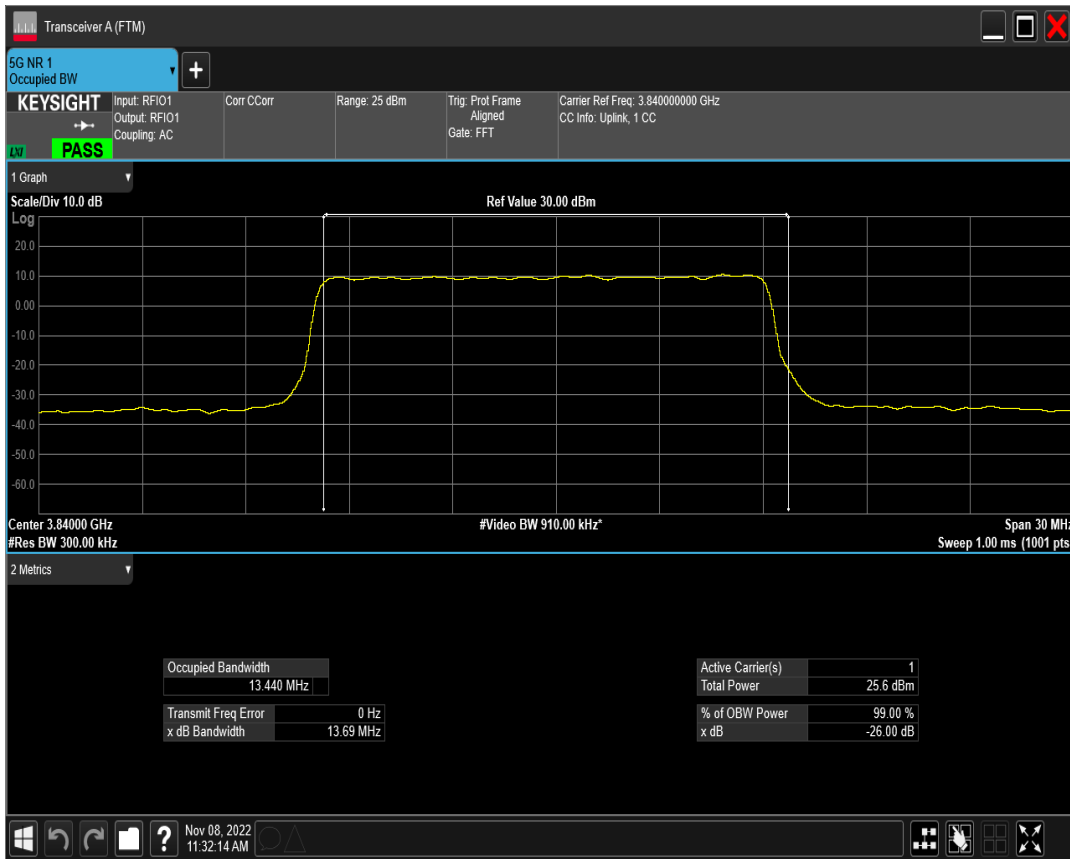 Transceiver A (FTM)
5G NR 1
Occupied BW
KEYSIGHT
LXI
PASS
Input: RFIO1
Output: RFIO1
Coupling: AC
Corr CCorr
Range: 25 dBm
Trig: Prot Frame
Aligned
Gate: FFT
Carrier Ref Freq: 3.840000000 GHz
CC Info: Uplink, 1 CC
1 Graph
Scale/Div 10.0 dB
Ref Value 30.00 dBm
Log
20.0
10.0
0.00
-10.0
-20.0
-30.0
-40.0
-50.0
-60.0
Center 3.84000 GHz
#Video BW 910.00 kHz*
Span 30 MHz
#Res BW 300.00 kHz
Sweep 1.00 ms (1001 pts
2 Metrics
Occupied Bandwidth
13.440 MHz
Transmit Freq Error 0 Hz
x dB Bandwidth 13.69 MHz
Active Carrier(s) 1
Total Power 25.6 dBm
% of OBW Power 99.00 %
x dB -26.00 dB
?
Nov 08, 2022
11:32:14 AM